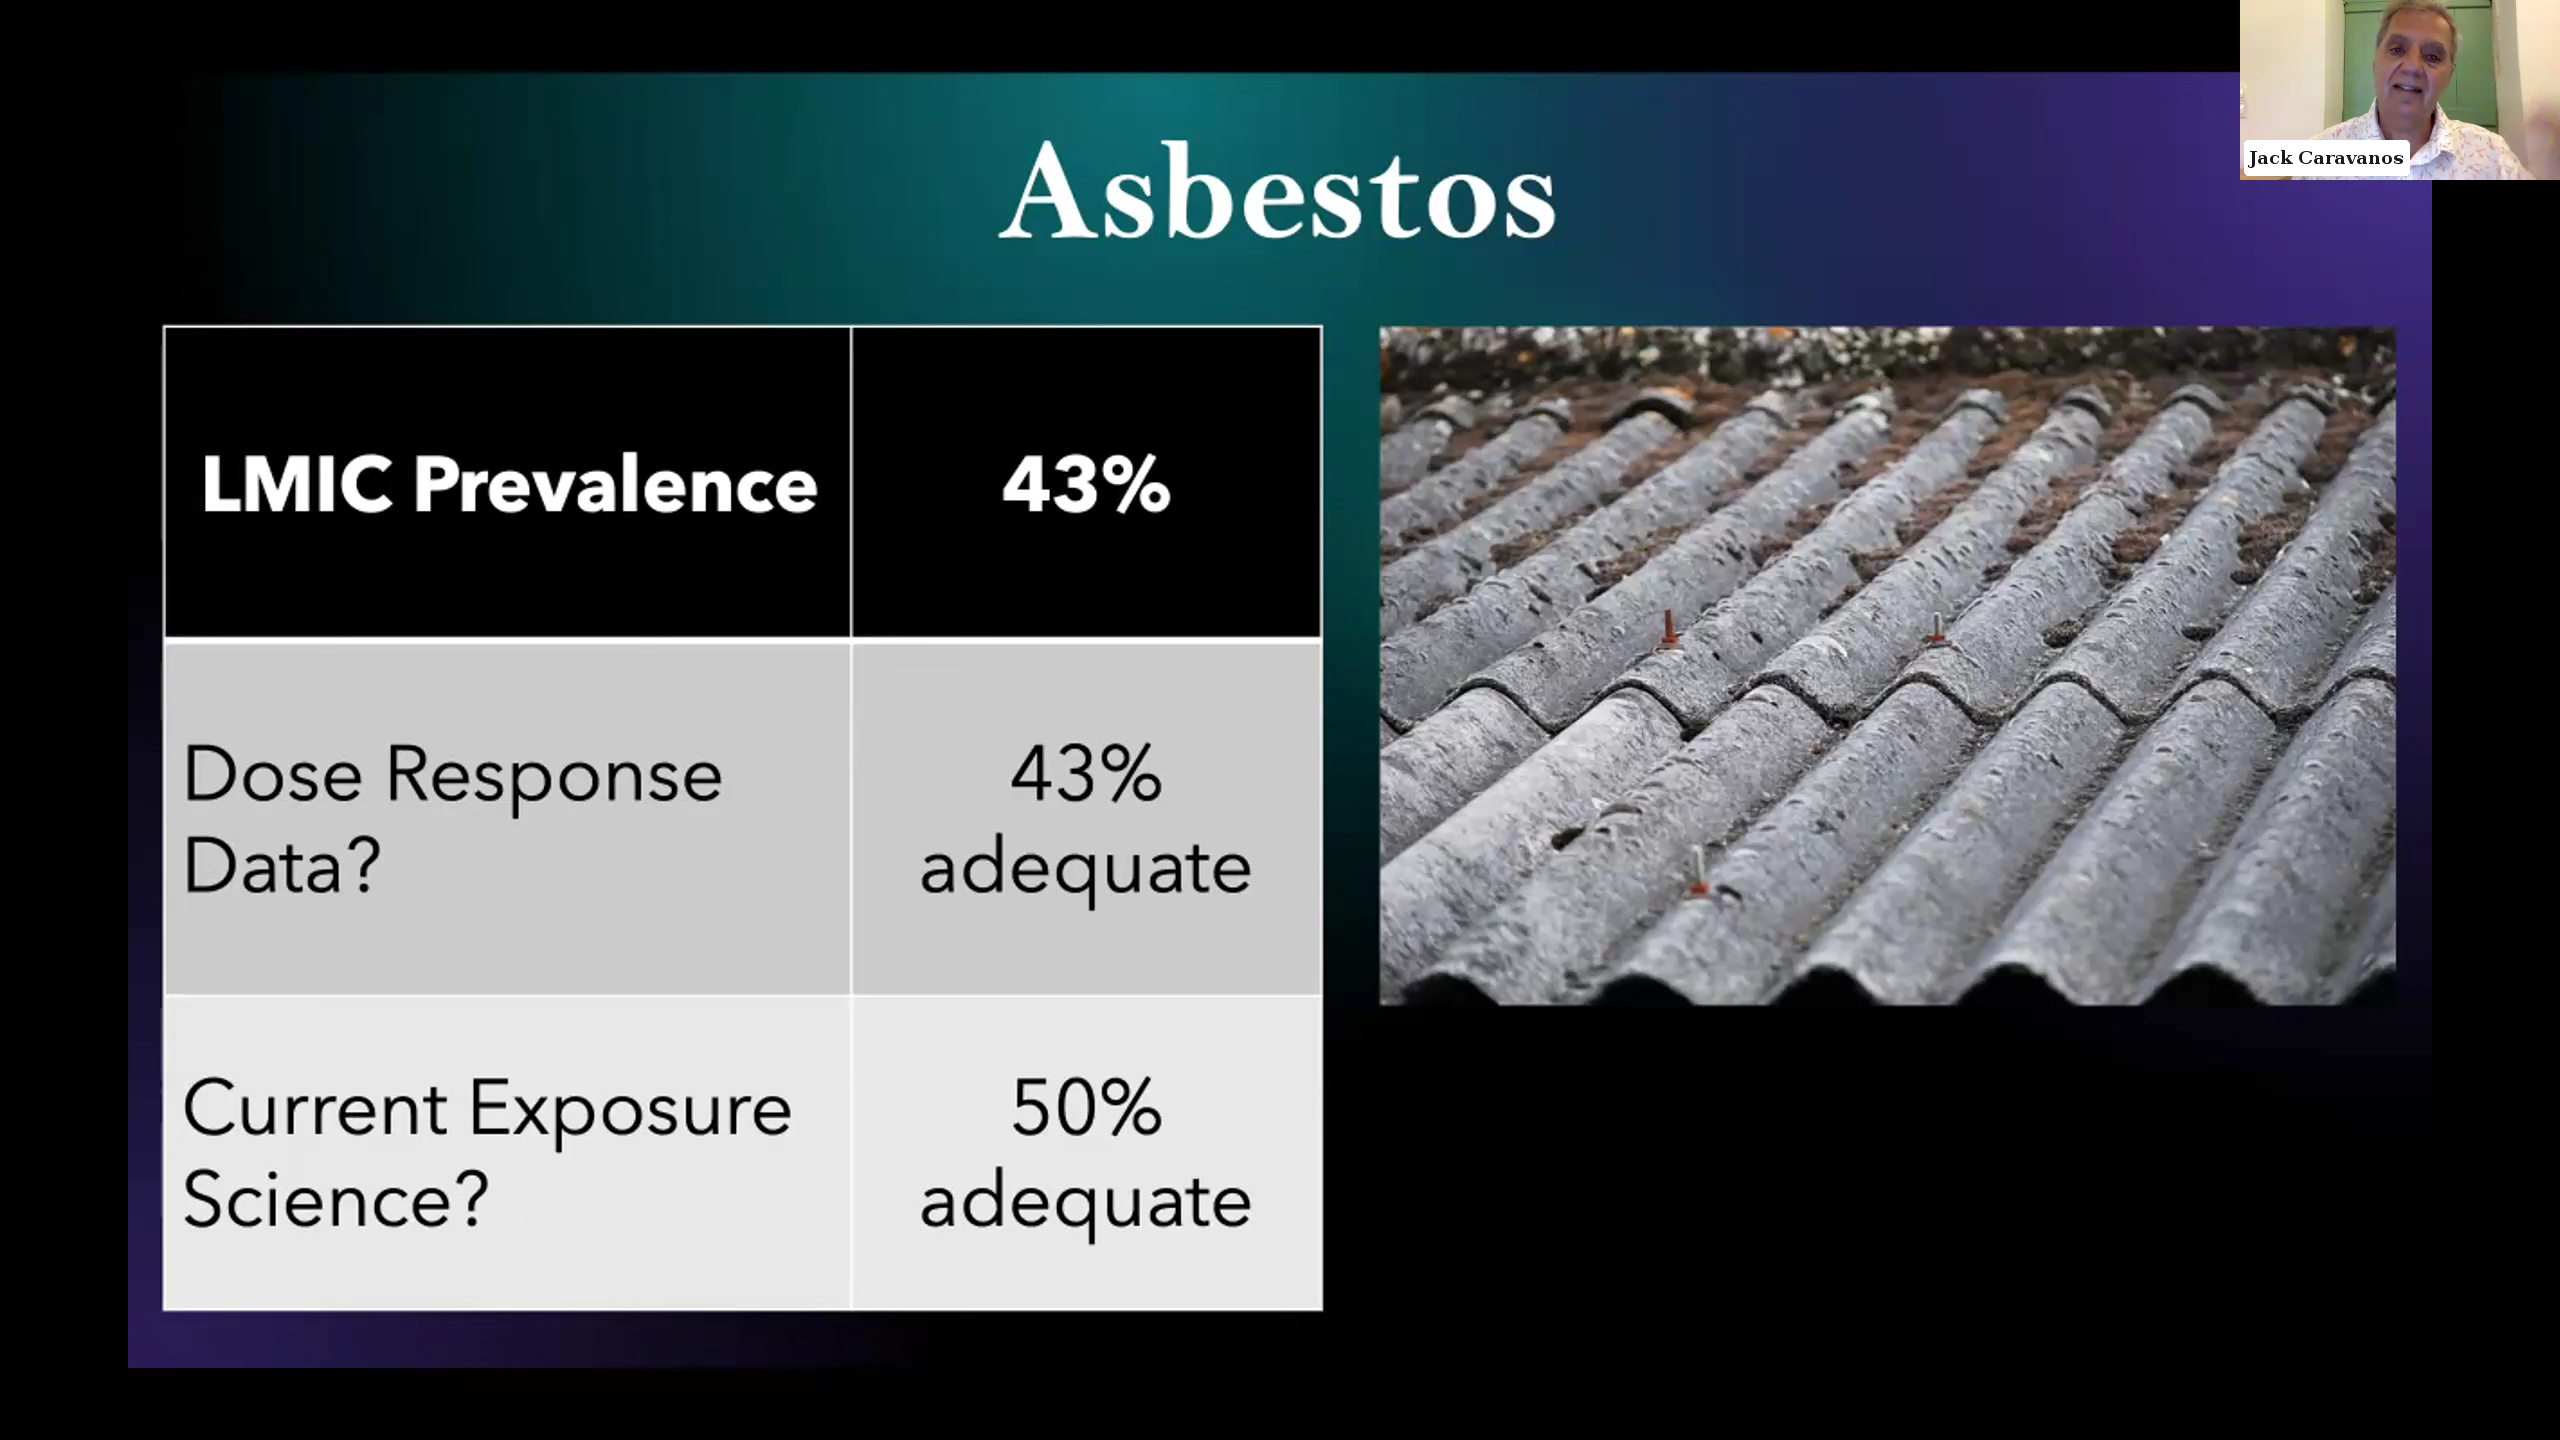 Jack Caravanos
Asbestos
LMIC Prevalence
43%
Dose Response
Data?
43%
adequate
Current Exposure
Science?
50%
adequate